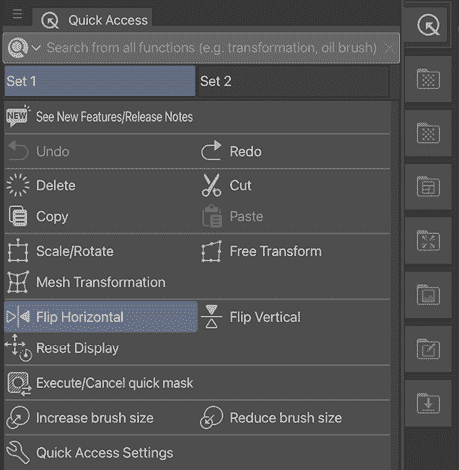 Quick Access
Search from all functions (e.g. transformation, oil brush)
Set 1 Set 2
NEW See New Features/Release Notes
Undo Redo
Delete Cut
Copy Paste
Scale/Rotate Free Transform
Mesh Transformation
Flip Horizontal Flip Vertical
Reset Display
Execute/Cancel quick mask
Increase brush size Reduce brush size
Quick Access Settings